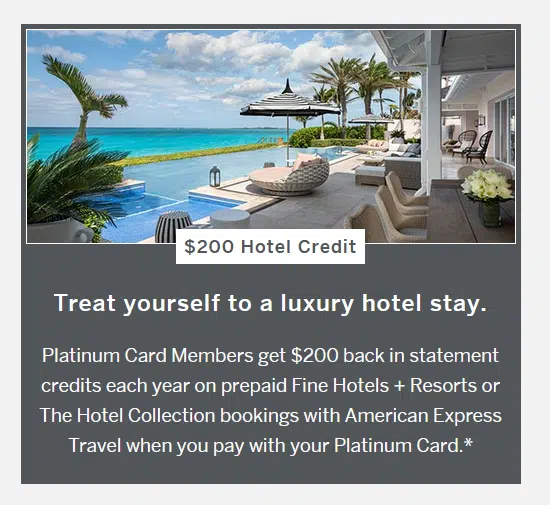 $200 Hotel Credit
Treat yourself to a luxury hotel stay.
Platinum Card Members get $200 back in statement
credits each year on prepaid Fine Hotels + Resorts or
The Hotel Collection bookings with American Express
Travel when you pay with your Platinum Card.*